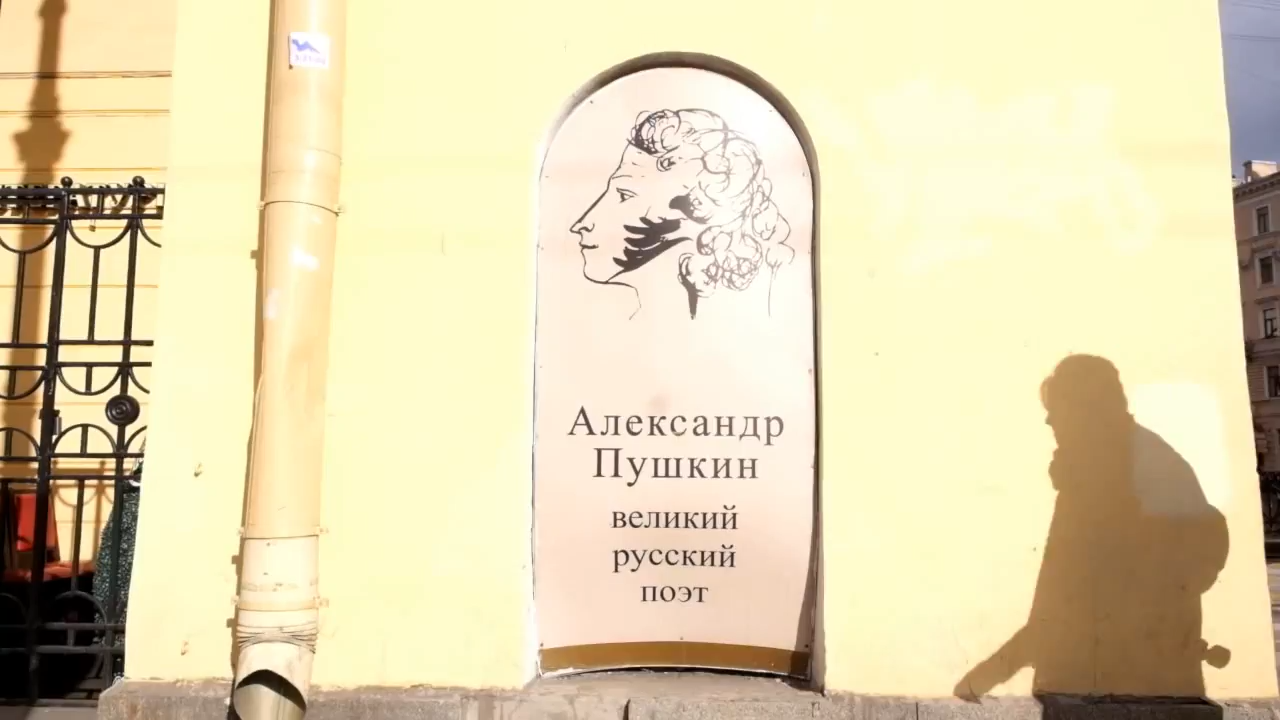 Александр
Пушкин
великий
русский
поэт